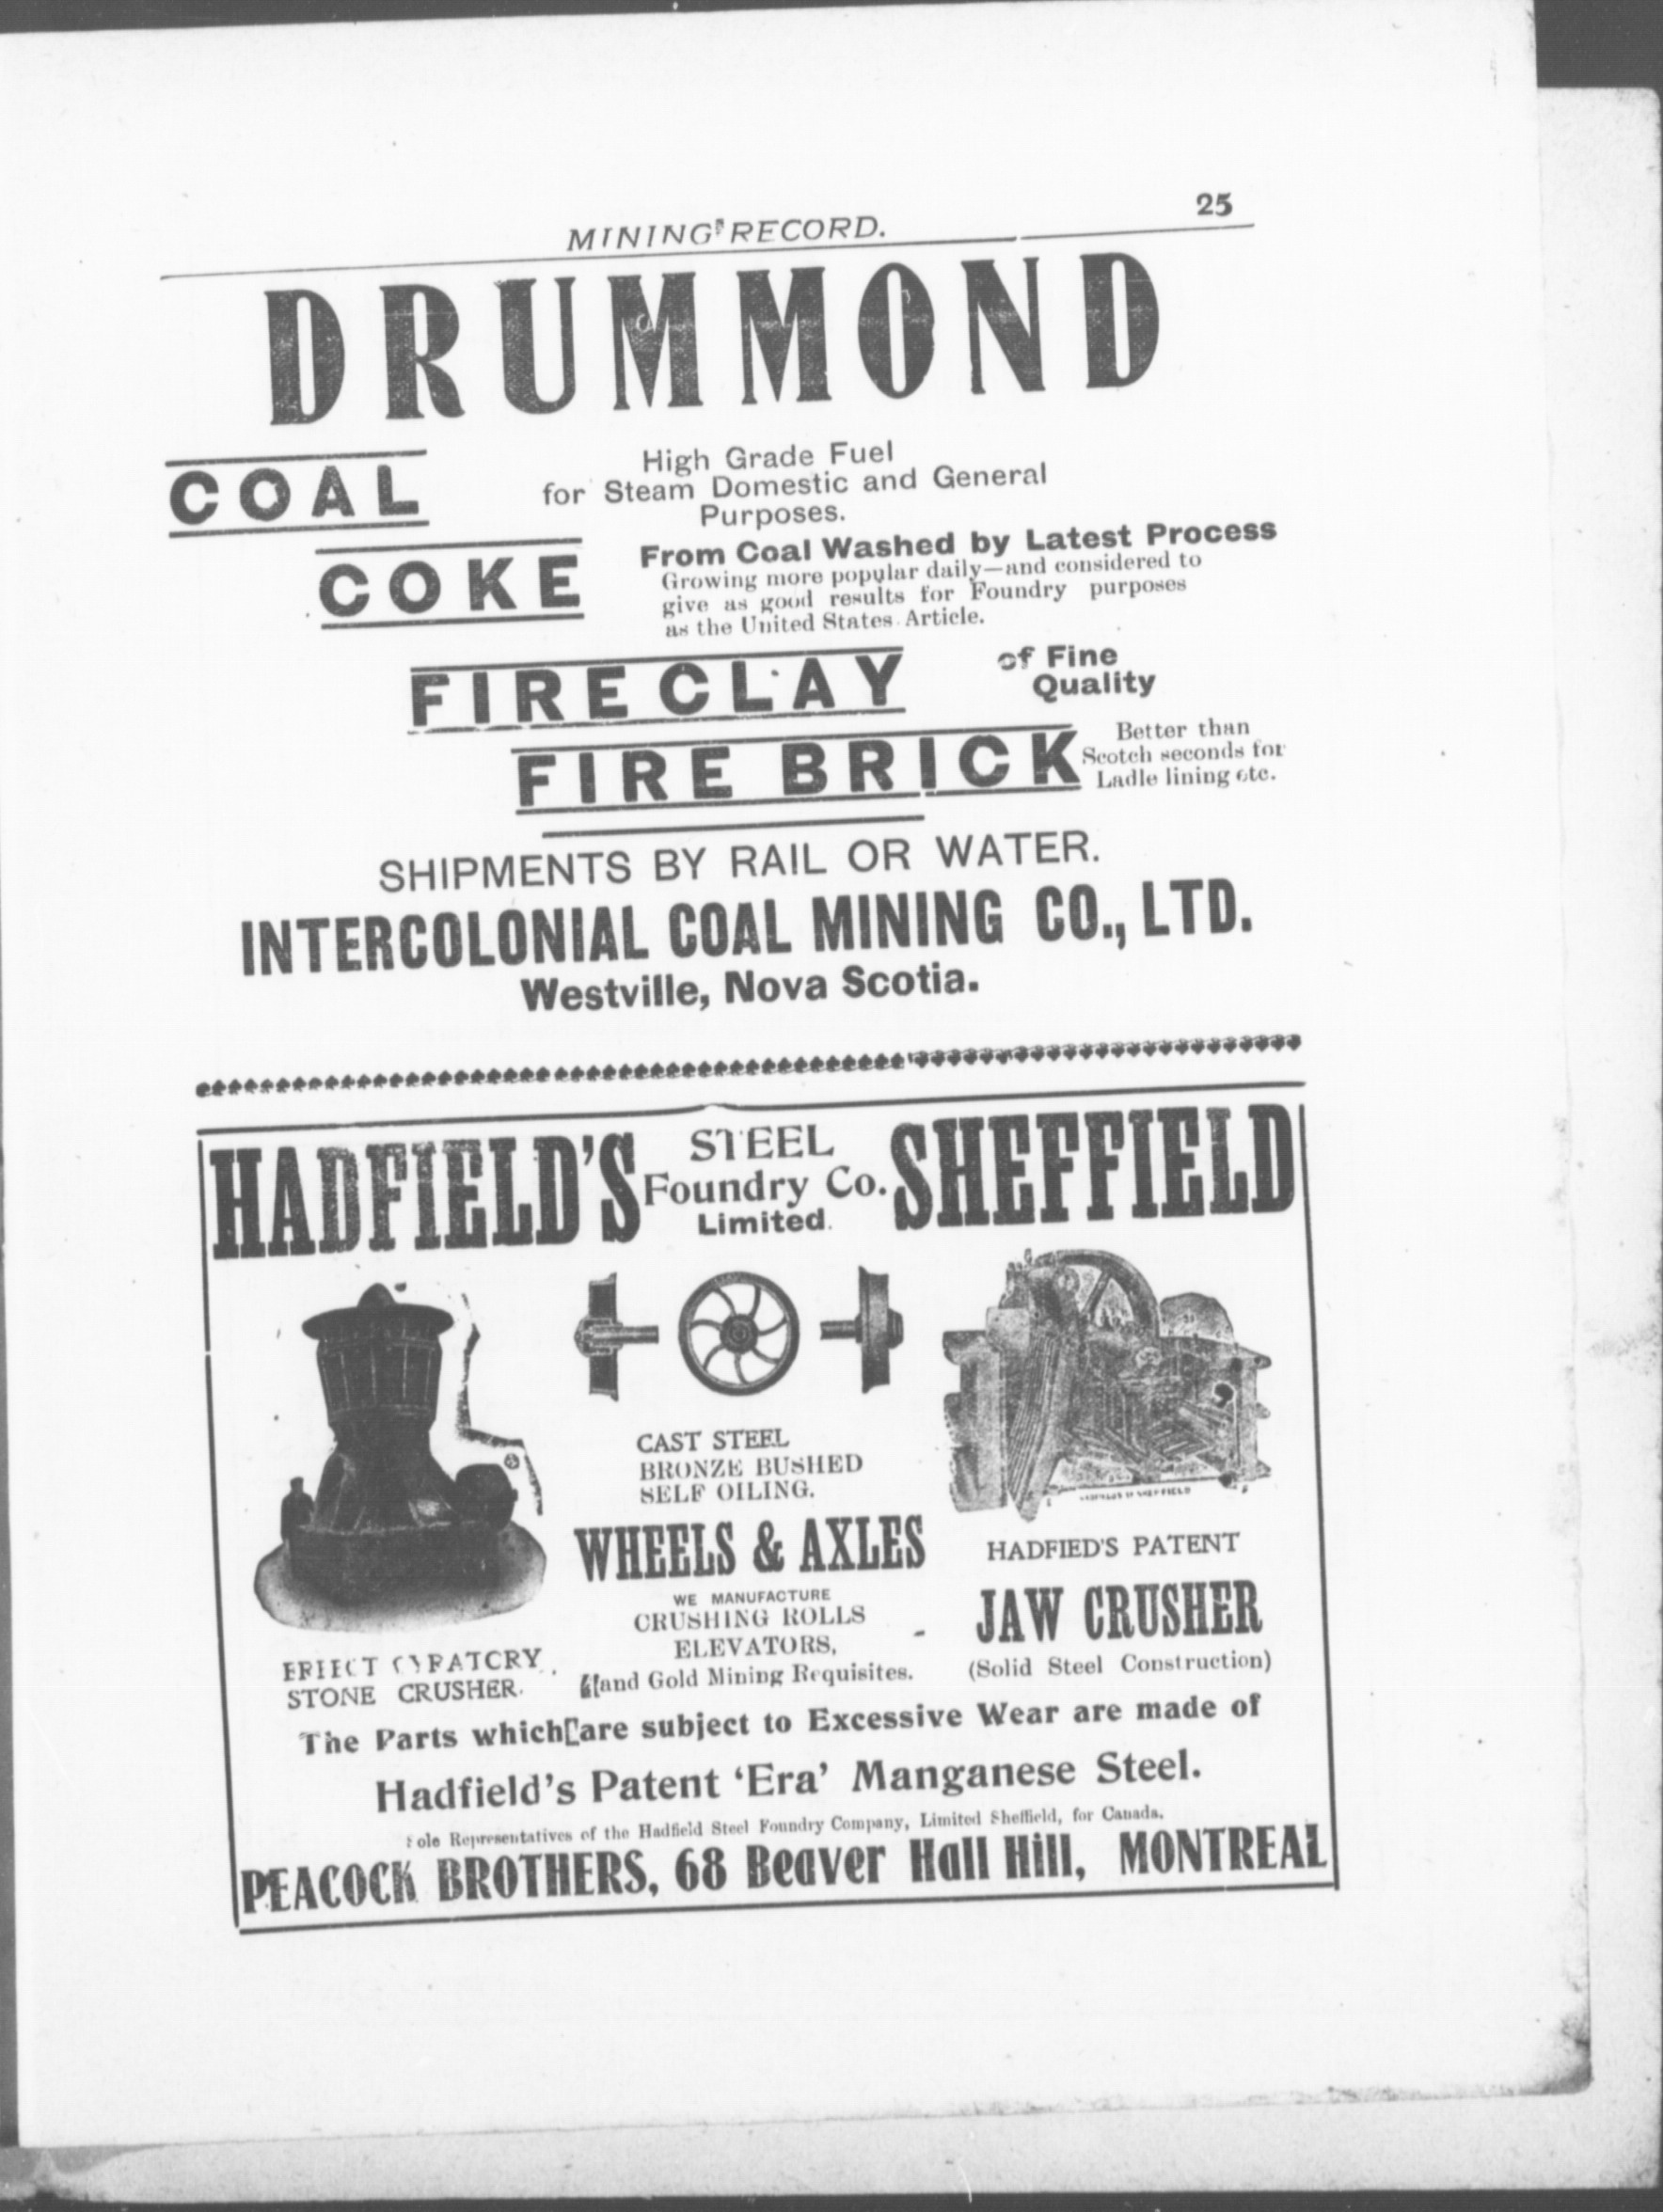 MINING RECORD.
25
DRUMMOND
COAL
High Grade Fuel
for Steam Domestic and General
Purposes.
COKE
From Coal Washed by Latest Process
Growing more popular daily—and considered to
give as good results for Foundry purposes
as the United States Article.
FIRECLAY
of Fine
Quality
FIRE BRICK
Better than
Scotch seconds for
Ladle lining etc.
SHIPMENTS BY RAIL OR WATER.
INTERCOLONIAL COAL MINING CO., LTD.
Westville, Nova Scotia.
HADFIELD'S
STEEL
Foundry Co.
Limited.
SHEFFIELD
CAST STEEL
BRONZE BUSHED
SELF OILING.
WHEELS & AXLES
WE MANUFACTURE
CRUSHING ROLLS
ELEVATORS,
and Gold Mining Requisites.
STONE CRUSHER.
HADFIED'S PATENT
JAW CRUSHER
(Solid Steel Construction)
The Parts which are subject to Excessive Wear are made of
Hadfield's Patent 'Era' Manganese Steel.
ole Representatives of the Hadfield Steel Foundry Company, Limited Sheffield, for Canada.
PEACOCK BROTHERS, 68 Beaver Hall Hill, MONTREAL